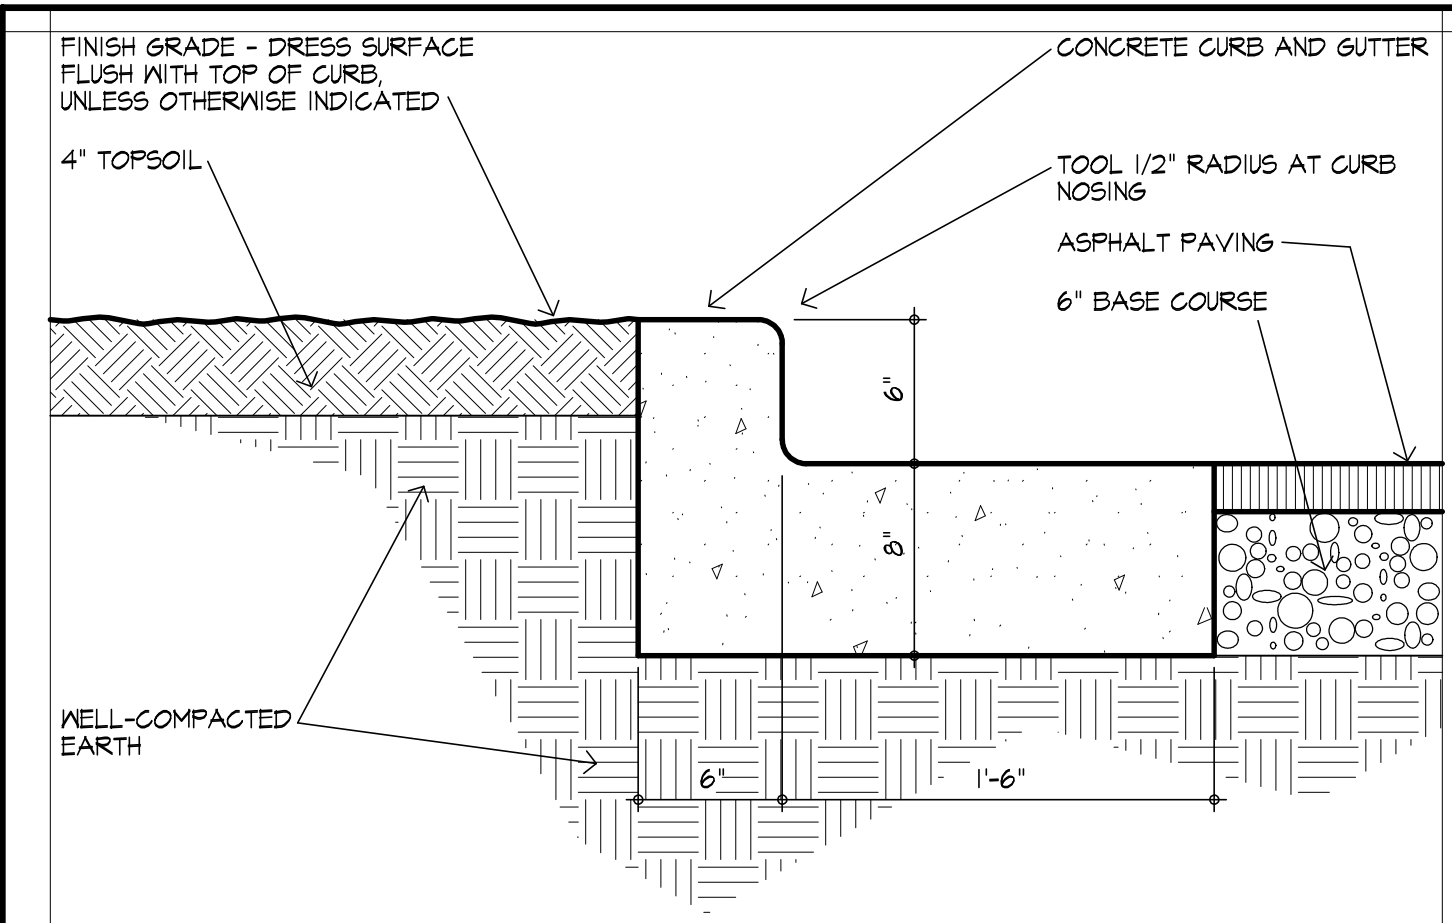 FINISH GRADE - DRESS SURFACE
FLUSH WITH TOP OF CURB,
UNLESS OTHERWISE INDICATED
4" TOPSOIL
CONCRETE CURB AND GUTTER
TOOL 1/2" RADIUS AT CURB
NOSING
ASPHALT PAVING
6" BASE COURSE
6"
8"
WELL-COMPACTED
EARTH
6"
1'-6"